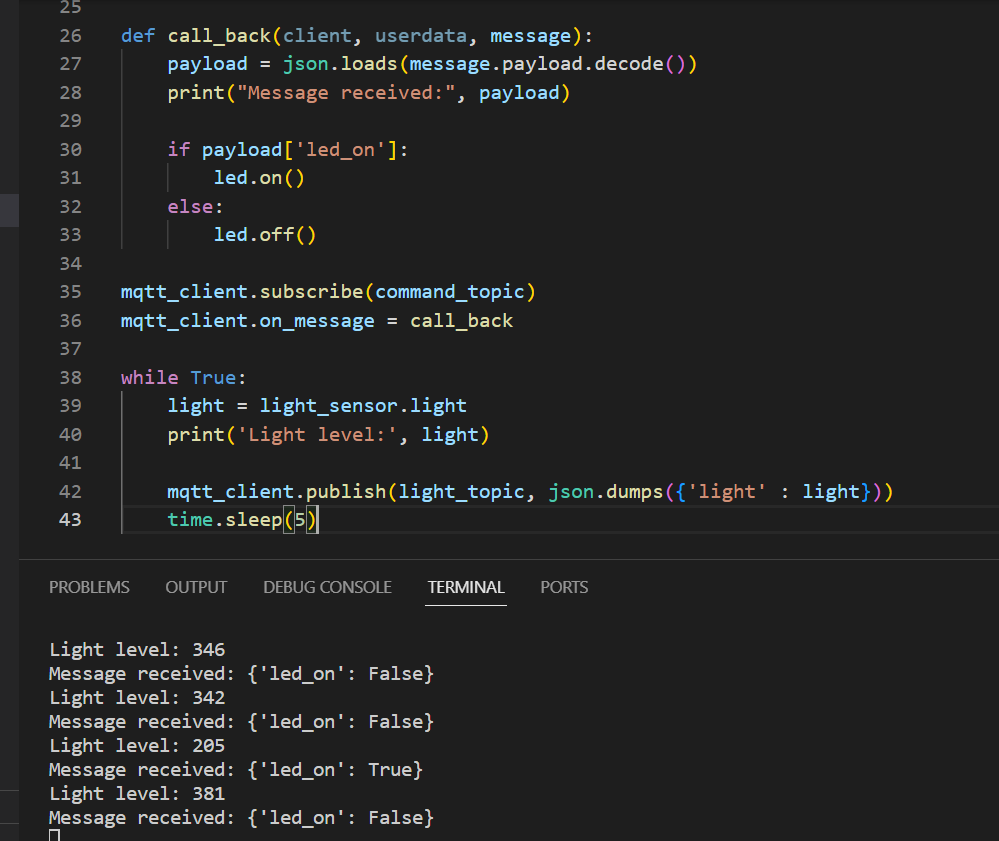 25
26 def call_back(client, userdata, message):
27     payload = json.loads(message.payload.decode())
28     print("Message received:", payload)
29
30     if payload['led_on']:
31         led.on()
32     else:
33         led.off()
34
35 mqtt_client.subscribe(command_topic)
36 mqtt_client.on_message = call_back
37
38 while True:
39     light = light_sensor.light
40     print('Light level:', light)
41
42     mqtt_client.publish(light_topic, json.dumps({'light' : light}))
43     time.sleep(5)
PROBLEMS OUTPUT DEBUG CONSOLE TERMINAL PORTS
Light level: 346
Message received: {'led_on': False}
Light level: 342
Message received: {'led_on': False}
Light level: 205
Message received: {'led_on': True}
Light level: 381
Message received: {'led_on': False}